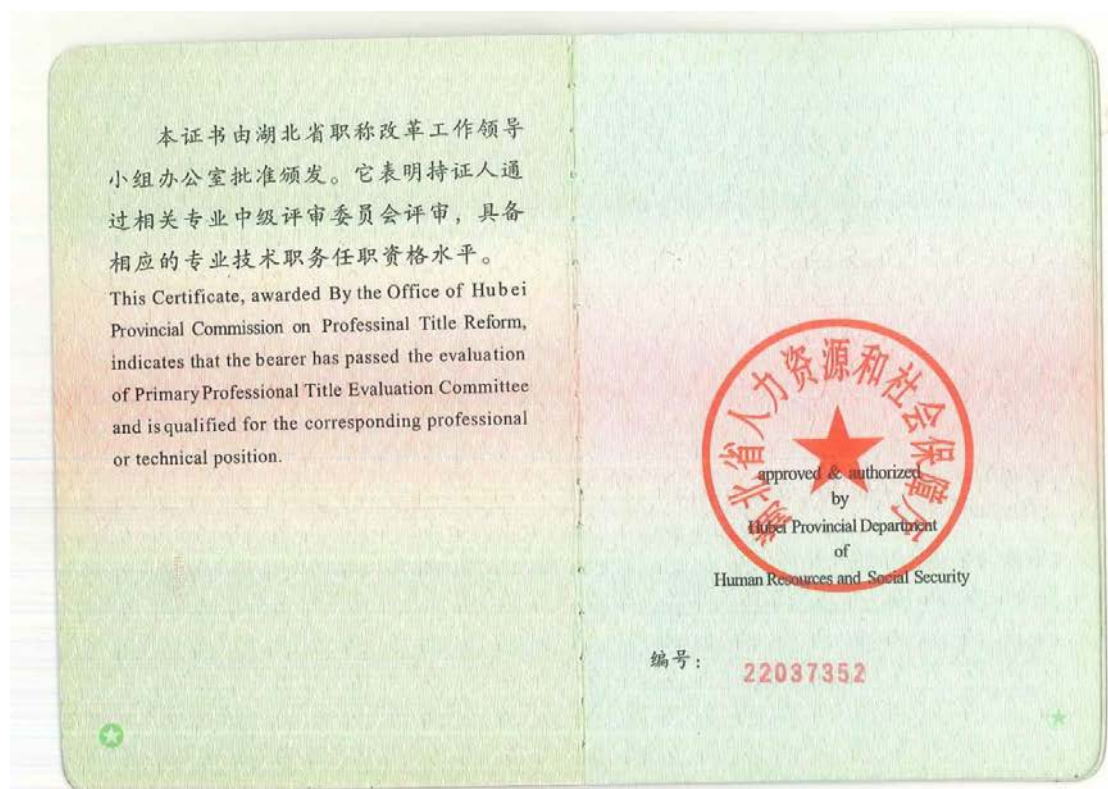 本证书由湖北省职称改革工作领导
小组办公室批准颁发。它表明持证人通
过相关专业中级评审委员会评审，具备
相应的专业技术职务任职资格水平。
This Certificate, awarded By the Office of Hubei
Provincial Commission on Professinal Title Reform,
indicates that the bearer has passed the evaluation
of Primary Professional Title Evaluation Committee
and is qualified for the corresponding professional
or technical position.
湖北省人力资源和社会保障厅
approved & authorized
by
Hubei Provincial Department
of
Human Resources and Social Security
编号：
22037352